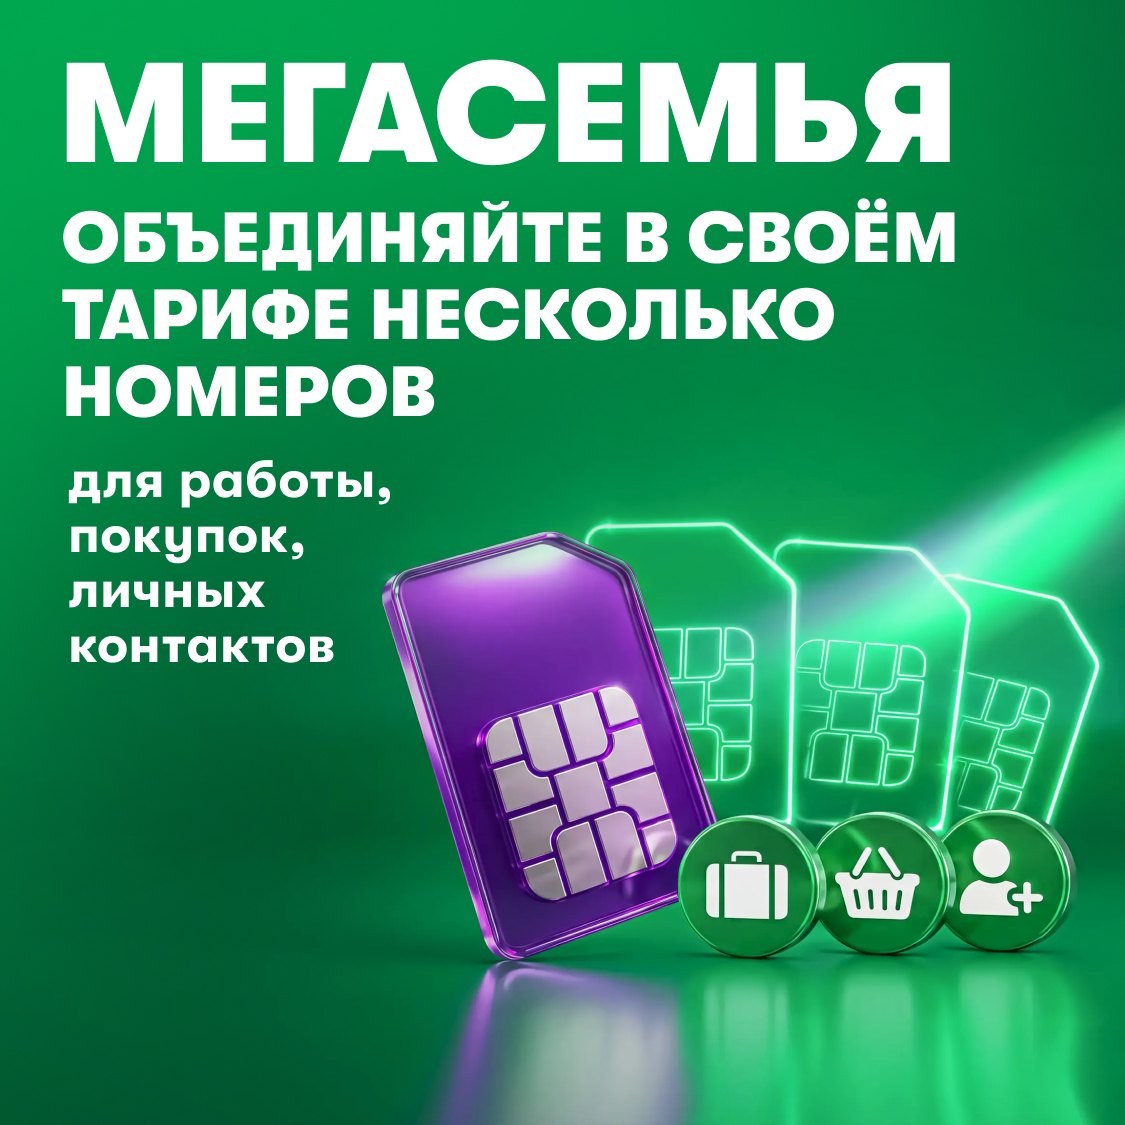 МЕГАСЕМЬЯ
ОБЪЕДИНЯЙТЕ В СВОЁМ
ТАРИФЕ НЕСКОЛЬКО
НОМЕРОВ
для работы,
покупок,
личных
контактов